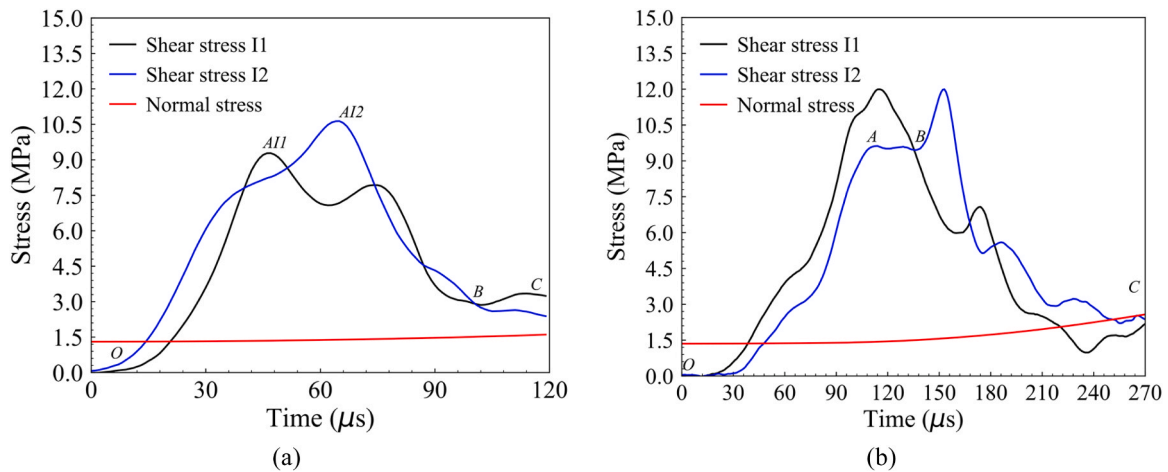 15.0
13.5
12.0
10.5
9.0
7.5
6.0
4.5
3.0
1.5
0.0
Stress (MPa)
Shear stress I1
Shear stress I2
Normal stress
O
AI1
AI2
B
C
0 30 60 90 120
Time (μs)
(a)
15.0
13.5
12.0
10.5
9.0
7.5
6.0
4.5
3.0
1.5
0.0
Stress (MPa)
Shear stress I1
Shear stress I2
Normal stress
O
A
B
C
0 30 60 90 120 150 180 210 240 270
Time (μs)
(b)